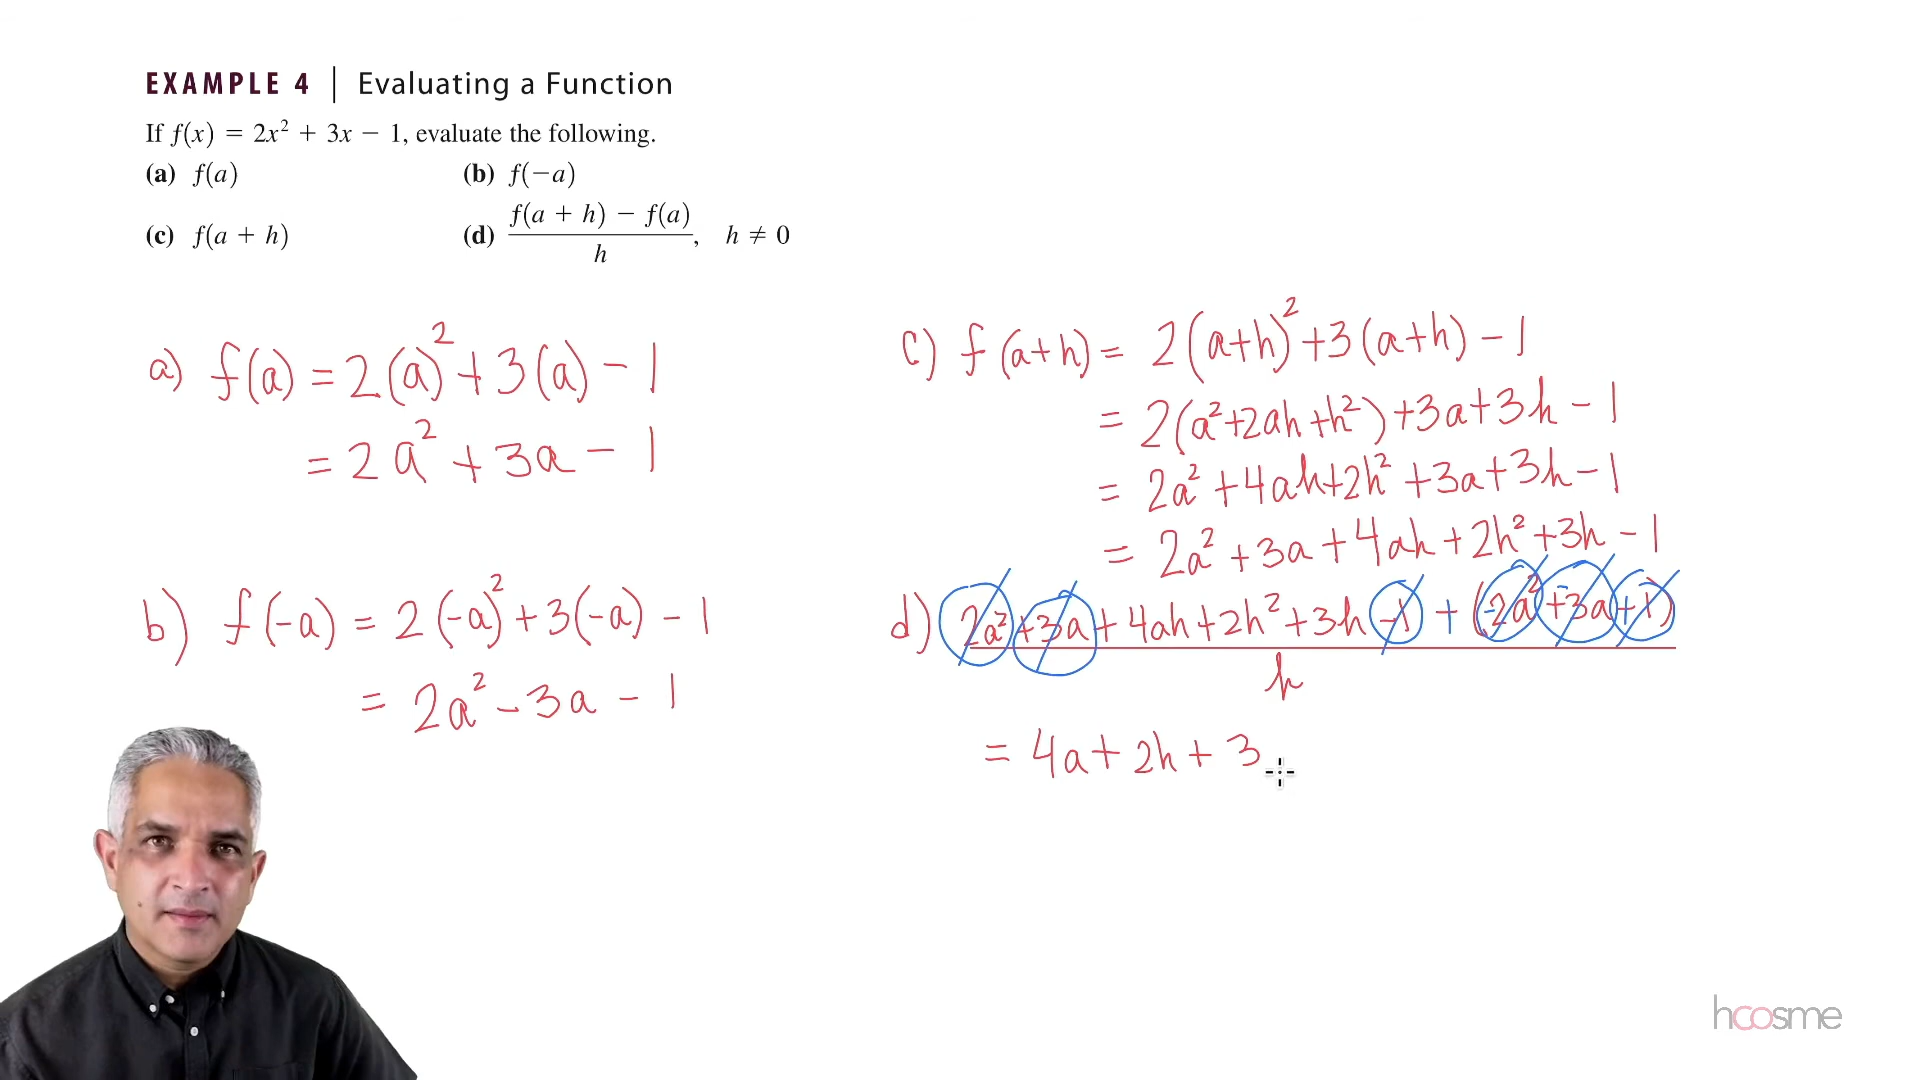 EXAMPLE 4 | Evaluating a Function
If f(x) = 2x² + 3x − 1, evaluate the following.
(a) f(a) (b) f(−a)
(c) f(a + h) (d) f(a + h) − f(a) / h, h ≠ 0
a) f(a) = 2(a)² + 3(a) − 1
= 2a² + 3a − 1
b) f(-a) = 2(-a)² + 3(-a) − 1
= 2a² − 3a − 1
c) f(a+h) = 2(a+h)² + 3(a+h) − 1
= 2(a² + 2ah + h²) + 3a + 3h − 1
= 2a² + 4ah + 2h² + 3a + 3h − 1
= 2a² + 3a + 4ah + 2h² + 3h − 1
d) 2a² + 3a + 4ah + 2h² + 3h − 1 + (-2a² − 3a + 1)
h
= 4a + 2h + 3
hcosme